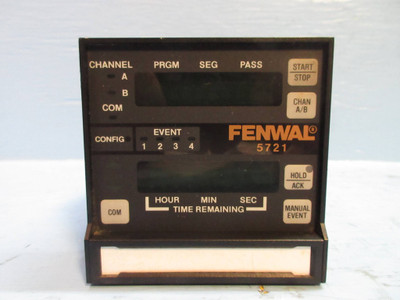 CHANNEL PRGM SEG PASS START
STOP
A
B
COM
CHAN
A/B
CONFIG EVENT
1 2 3 4
FENWAL®
5721
HOLD
ACK
HOUR MIN SEC
TIME REMAINING
COM
MANUAL
EVENT